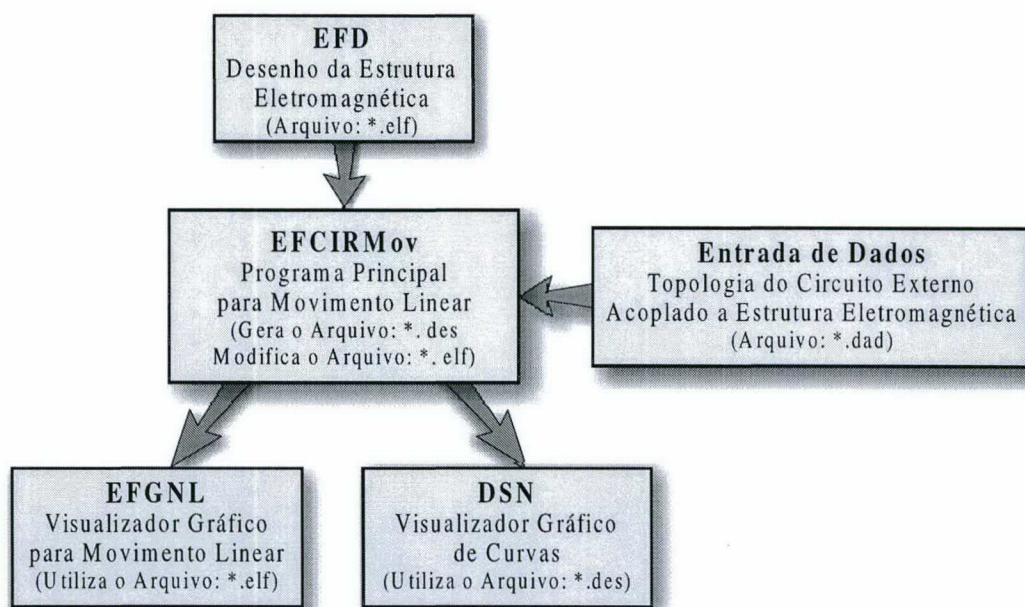 EFD
Desenho da Estrutura
Eletromagnética
(Arquivo: *.elf)
EFCIRMov
Programa Principal
para Movimento Linear
(Gera o Arquivo: *. des
Modifica o Arquivo: *. elf)
Entrada de Dados
Topologia do Circuito Externo
Acoplado a Estrutura Eletromagnética
(Arquivo: *.dad)
EFGNL
Visualizador Gráfico
para Movimento Linear
(Utiliza o Arquivo: *.elf)
DSN
Visualizador Gráfico
de Curvas
(Utiliza o Arquivo: *.des)